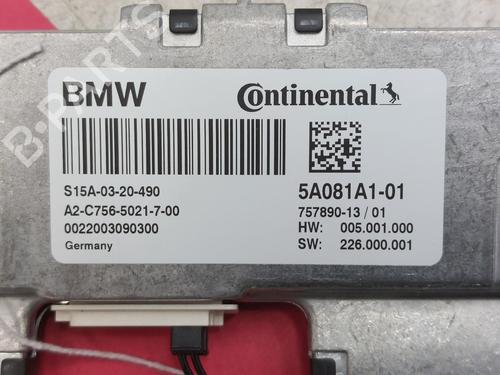 B-PARTS
BMW
Continental
S15A-03-20-490
A2-C756-5021-7-00
0022003090300
Germany
5A081A1-01
757890-13 / 01
HW: 005.001.000
SW: 226.000.001